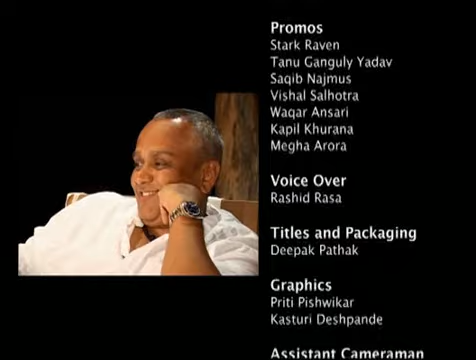 Promos
Stark Raven
Tanu Ganguly Yadav
Saqib Najmus
Vishal Salhotra
Waqar Ansari
Kapil Khurana
Megha Arora
Voice Over
Rashid Rasa
Titles and Packaging
Deepak Pathak
Graphics
Priti Pishwikar
Kasturi Deshpande
Assistant Cameraman